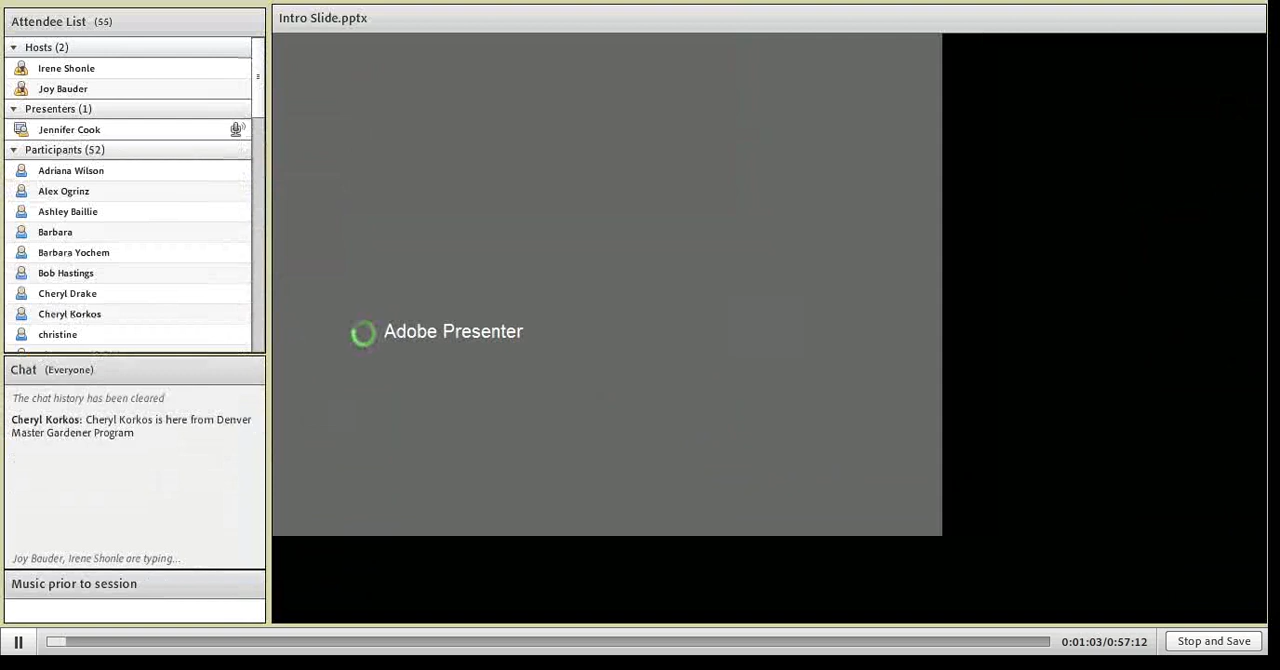 Attendee List (55)
Hosts (2)
Irene Shonle
Joy Bauder
Presenters (1)
Jennifer Cook
Participants (52)
Adriana Wilson
Alex Ogrinz
Ashley Baillie
Barbara
Barbara Yochem
Bob Hastings
Cheryl Drake
Cheryl Korkos
christine
Chat (Everyone)
The chat history has been cleared
Cheryl Korkos: Cheryl Korkos is here from Denver
Master Gardener Program
Joy Bauder, Irene Shonle are typing...
Music prior to session
Intro Slide.pptx
Adobe Presenter
0:01:03/0:57:12
Stop and Save